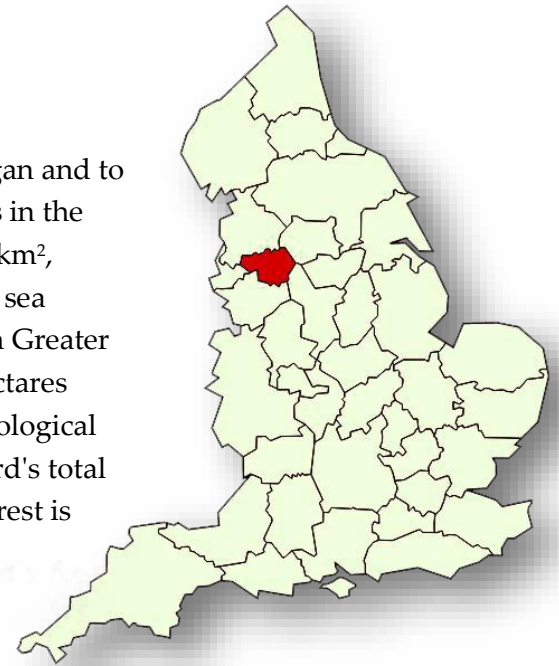 gan and to
s in the
km²,
sea
Greater
ctares
ological
rd's total
rest is